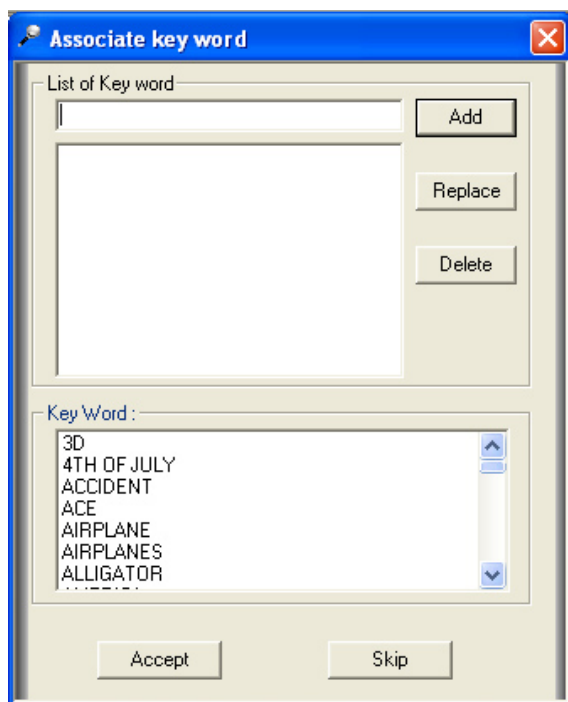 Associate key word
List of Key word
Add
Replace
Delete
Key Word :
3D
4TH OF JULY
ACCIDENT
ACE
AIRPLANE
AIRPLANES
ALLIGATOR
Accept
Skip